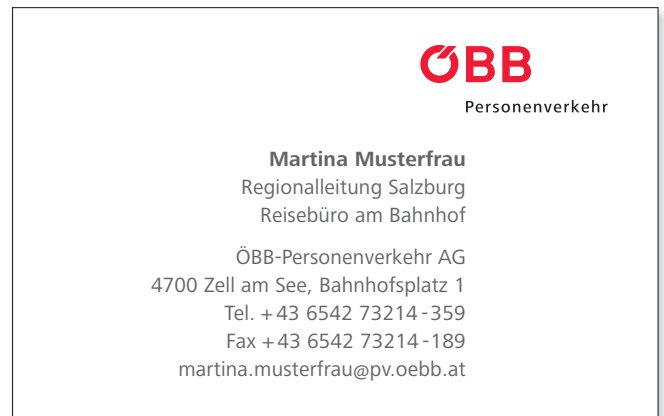 ÖBB
Personenverkehr
Martina Musterfrau
Regionalleitung Salzburg
Reisebüro am Bahnhof
ÖBB-Personenverkehr AG
4700 Zell am See, Bahnhofsplatz 1
Tel. +43 6542 73214-359
Fax +43 6542 73214-189
martina.musterfrau@pv.oebb.at